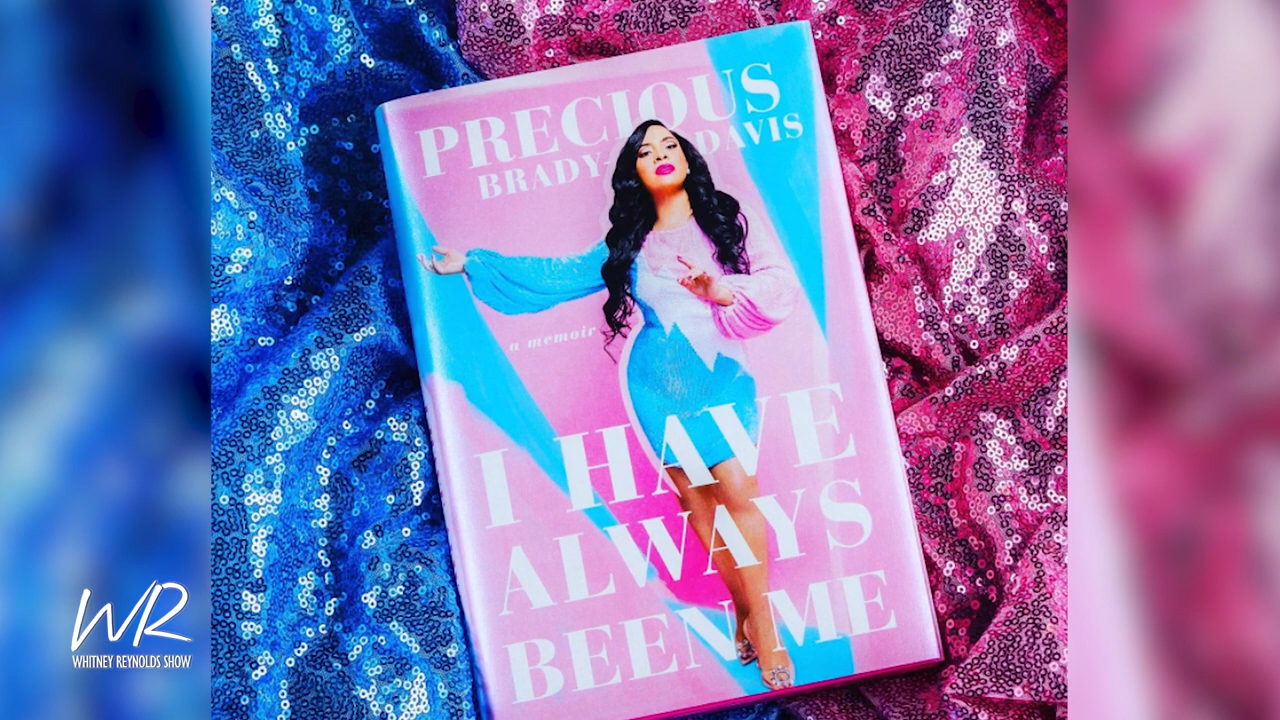 PRECIOUS
BRADY-DAVIS
a memoir
I HAVE
ALWAYS
BEEN ME
WR
WHITNEY REYNOLDS SHOW